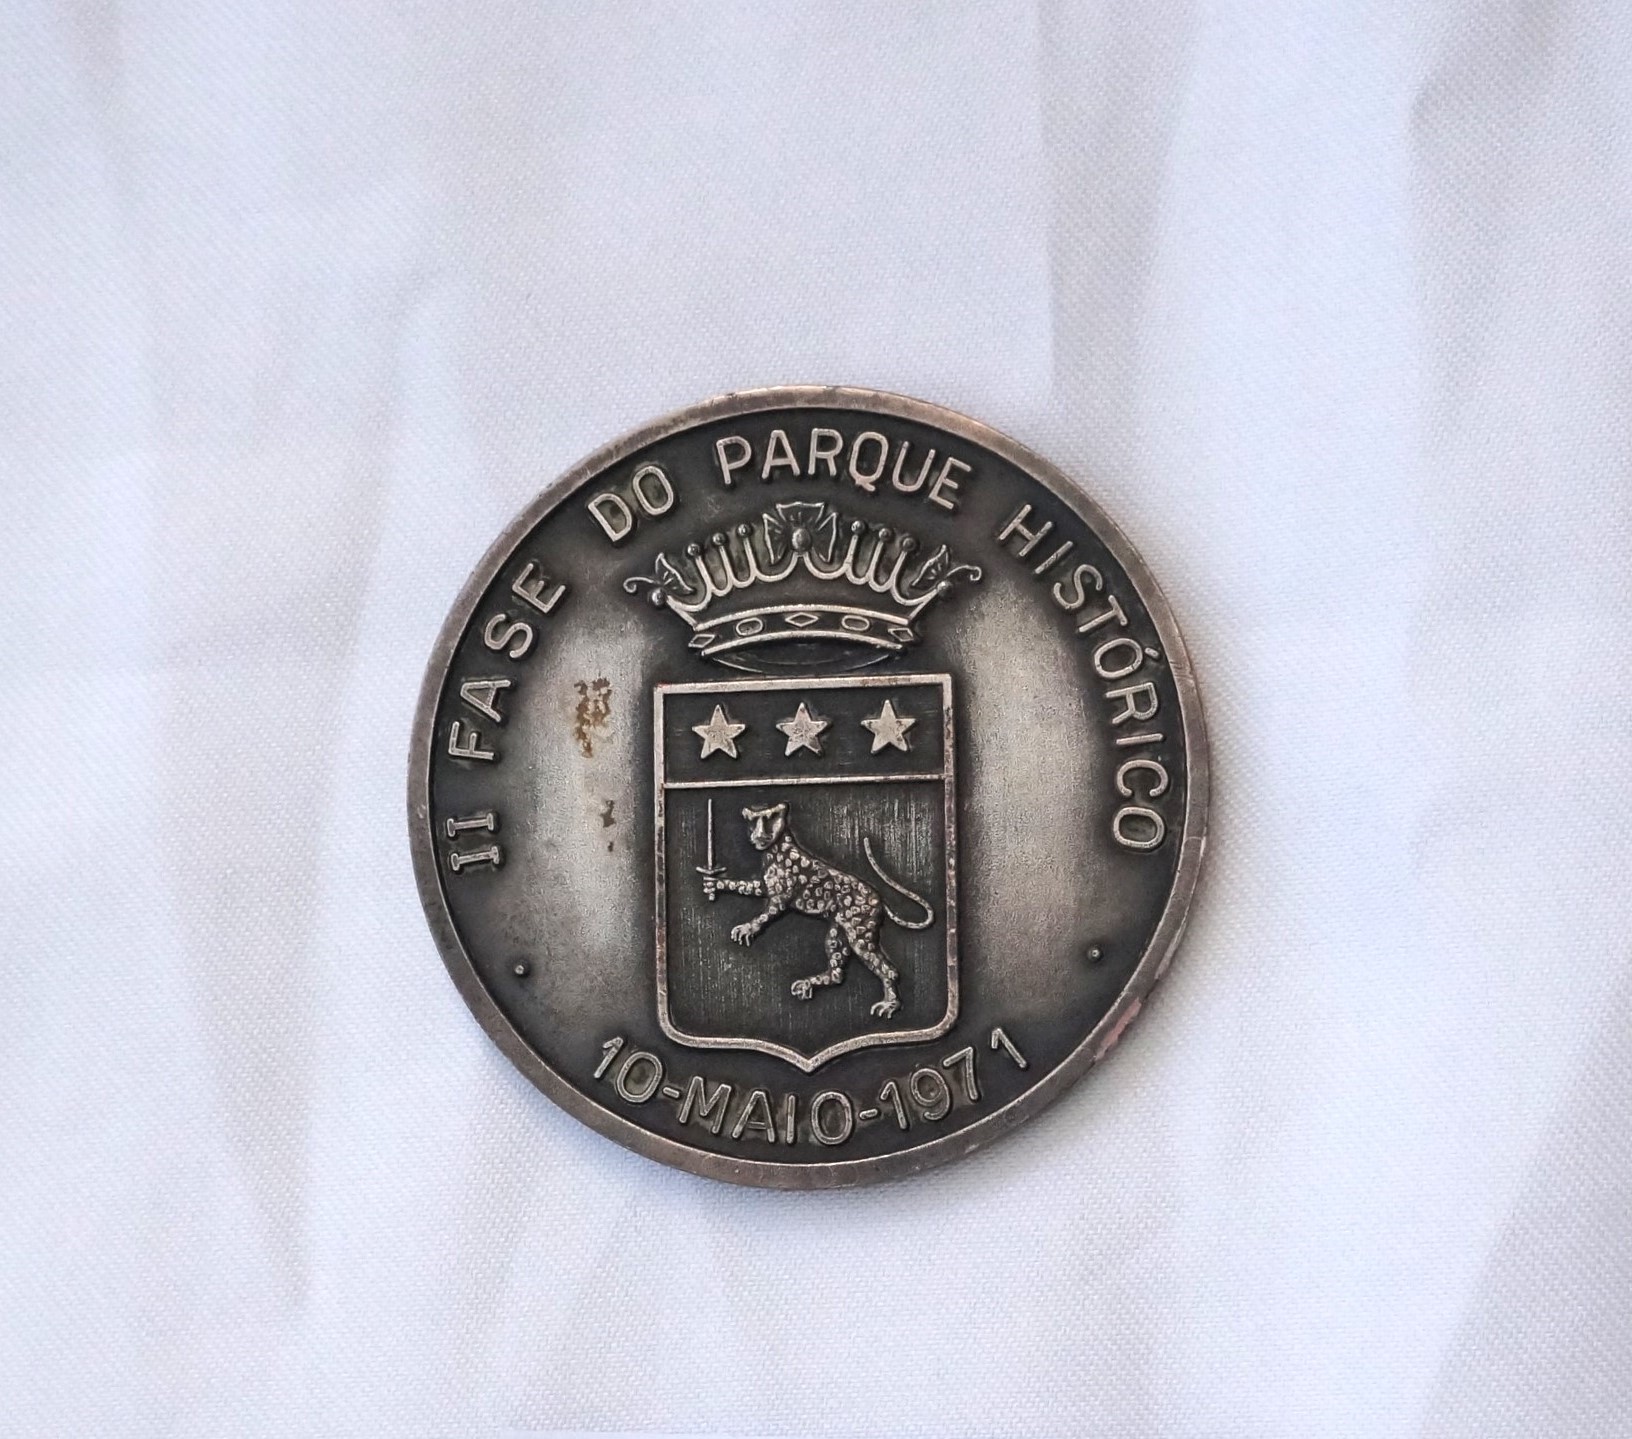 II FASE DO PARQUE HISTÓRICO
10-MAIO-1971